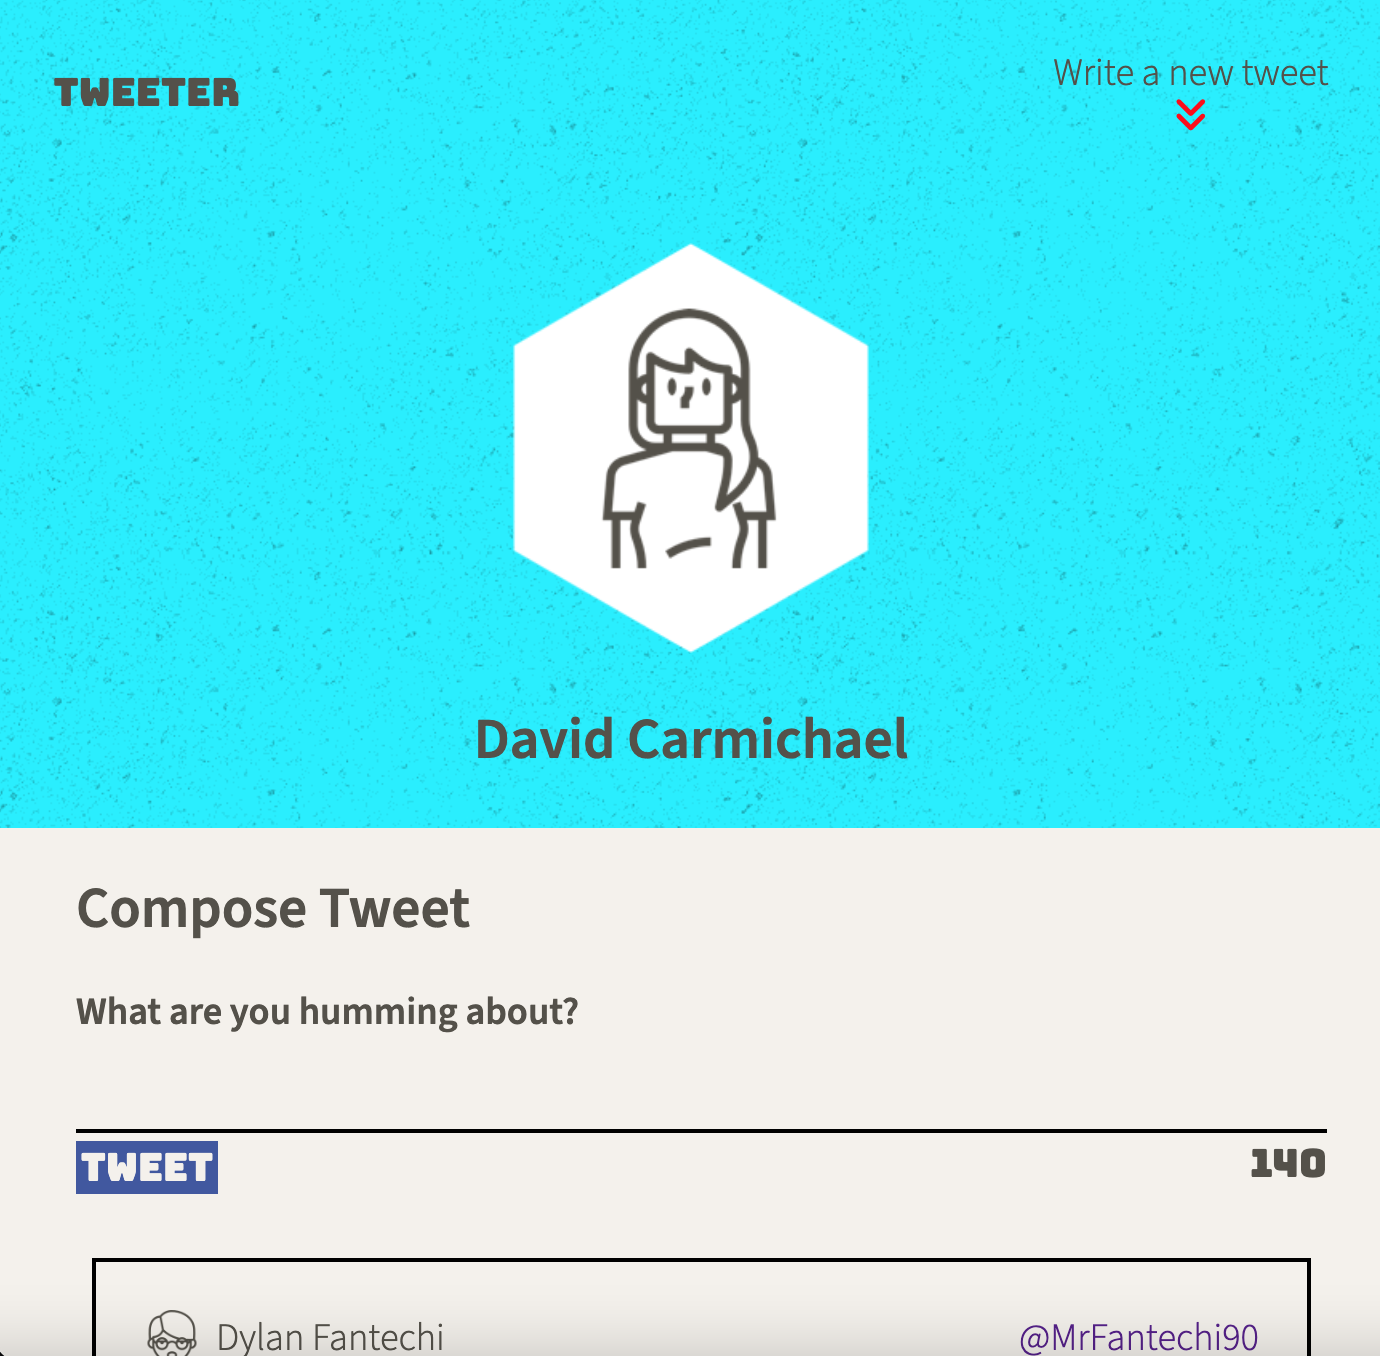 TWEETER
Write a new tweet
David Carmichael
Compose Tweet
What are you humming about?
TWEET
140
Dylan Fantechi
@MrFantechi90